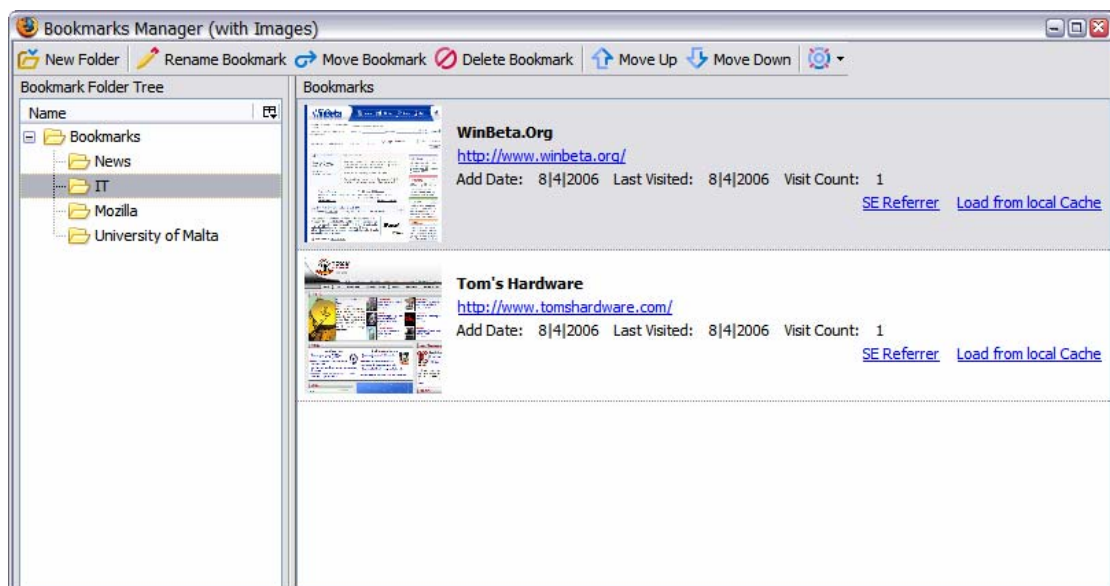 Bookmarks Manager (with Images)
New Folder Rename Bookmark Move Bookmark Delete Bookmark Move Up Move Down
Bookmark Folder Tree
Name
Bookmarks
News
IT
Mozilla
University of Malta
Bookmarks
WinBeta
WinBeta.Org
http://www.winbeta.org/
Add Date: 8|4|2006 Last Visited: 8|4|2006 Visit Count: 1
SE Referrer Load from local Cache
Tom's Hardware
http://www.tomshardware.com/
Add Date: 8|4|2006 Last Visited: 8|4|2006 Visit Count: 1
SE Referrer Load from local Cache